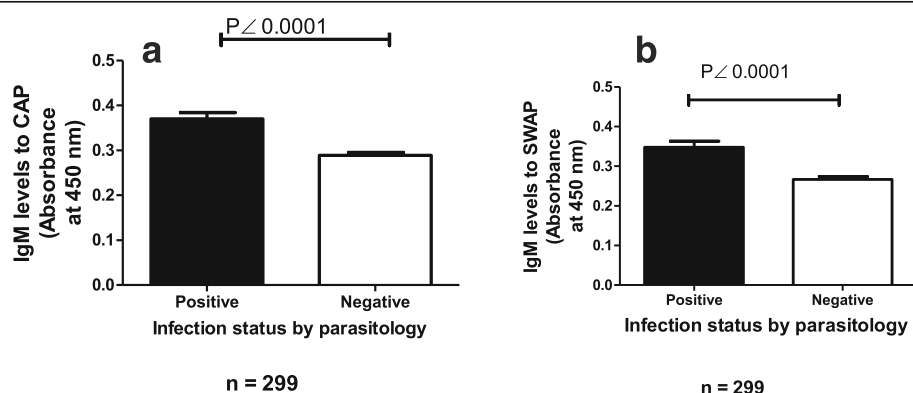 a
P∠ 0.0001
0.5
0.4
0.3
0.2
0.1
0.0
IgM levels to CAP
(Absorbance
at 450 nm)
Positive
Negative
Infection status by parasitology
n = 299
b
P∠ 0.0001
0.5
0.4
0.3
0.2
0.1
0.0
IgM levels to SWAP
(Absorbance
at 450 nm)
Positive
Negative
Infection status by parasitology
n = 299